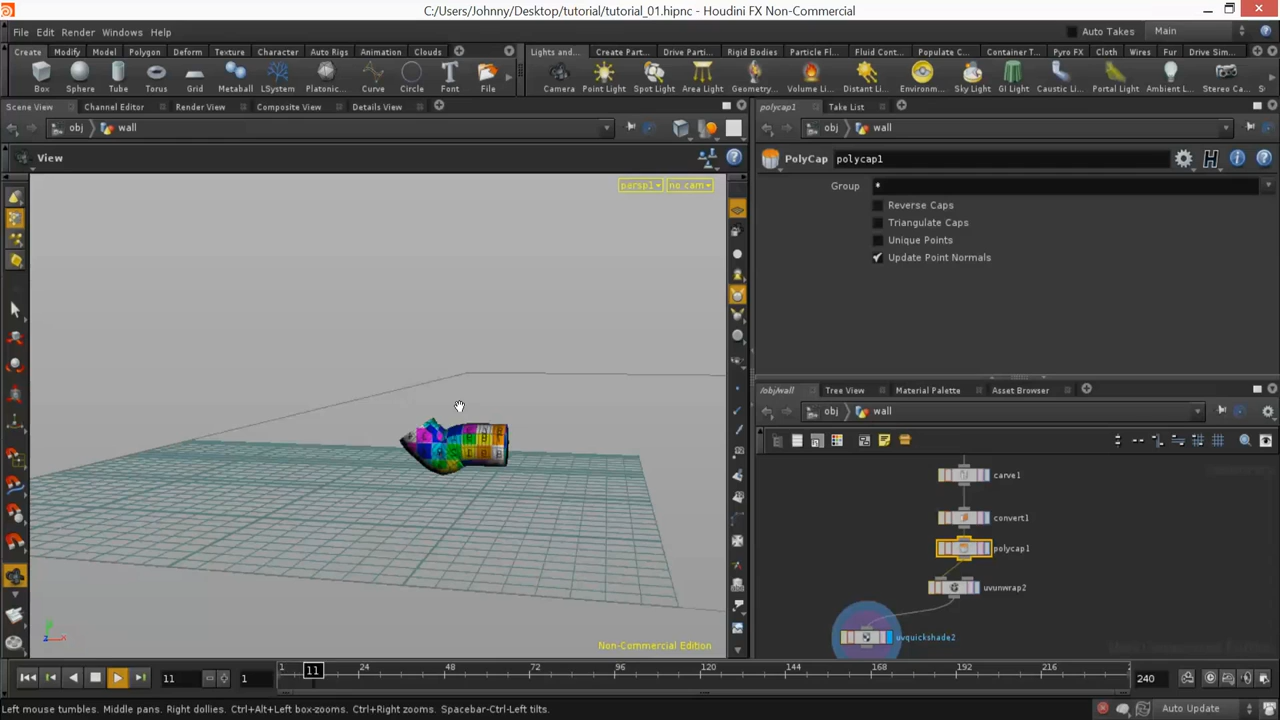 C:/Users/Johnny/Desktop/tutorial/tutorial_01.hipnc - Houdini FX Non-Commercial
File Edit Render Windows Help
Auto Takes Main
Create Modify Model Polygon Deform Texture Character Auto Rigs Animation Clouds
Lights and... Create Part... Drive Parti... Rigid Bodies Particle Fl... Fluid Cont... Populate C... Container T... Pyro FX Cloth Wires Fur Drive Sim...
Box Sphere Tube Torus Grid Metaball LSystem Platonic... Curve Circle Font File
Camera Point Light Spot Light Area Light Geometry... Volume Li... Distant Li... Environm... Sky Light GI Light Caustic Li... Portal Light Ambient L... Stereo Ca...
Scene View Channel Editor Render View Composite View Details View
polycap1 Take List
obj wall
obj wall
View
PolyCap polycap1
persp1 no cam
Group *
Reverse Caps
Triangulate Caps
Unique Points
Update Point Normals
/obj/wall Tree View Material Palette Asset Browser
obj wall
carve1
convert1
polycap1
uvunwrap2
uvquickshade2
Non-Commercial Edition
11 1
1 11 24 48 72 96 120 144 168 192 216
240
Left mouse tumbles. Middle pans. Right dollies. Ctrl+Alt+Left box-zooms. Ctrl+Right zooms. Spacebar-Ctrl-Left tilts.
Auto Update